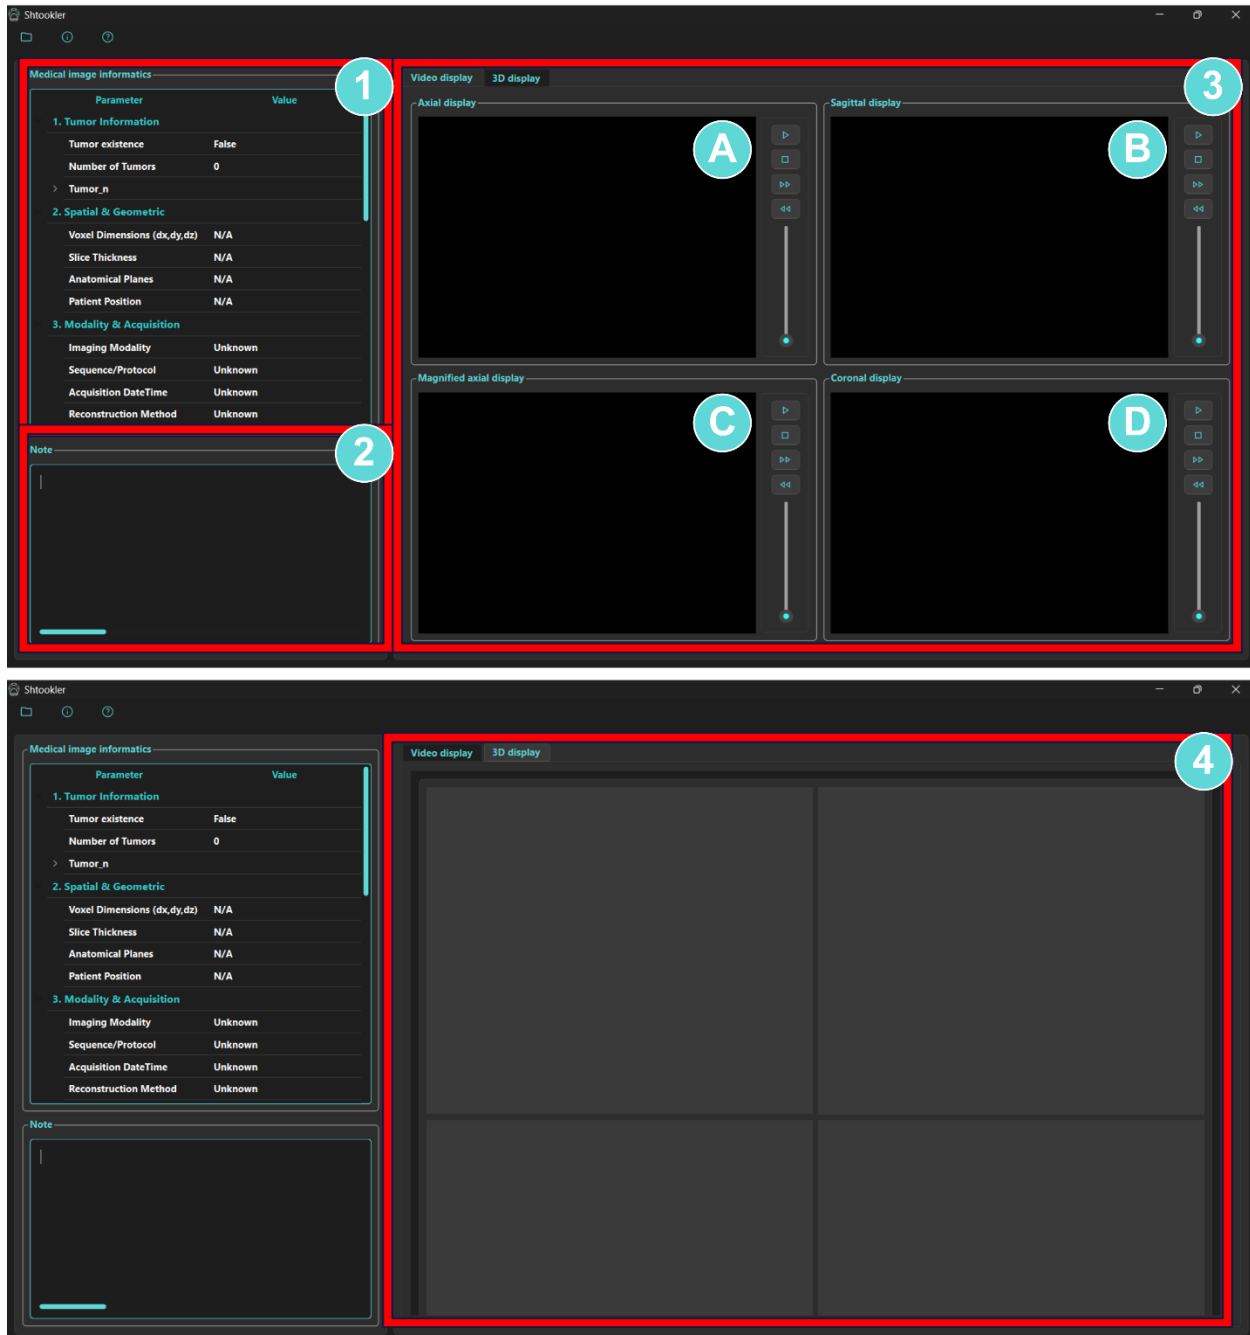 Shtookler
Medical image informatics
1
Parameter Value
1. Tumor Information
Tumor existence False
Number of Tumors 0
Tumor_n
2. Spatial & Geometric
Voxel Dimensions (dx,dy,dz) N/A
Slice Thickness N/A
Anatomical Planes N/A
Patient Position N/A
3. Modality & Acquisition
Imaging Modality Unknown
Sequence/Protocol Unknown
Acquisition DateTime Unknown
Reconstruction Method Unknown
Note
2
Video display 3D display
3
Axial display
A
Sagittal display
B
Magnified axial display
C
Coronal display
D
Shtookler
Medical image informatics
Parameter Value
1. Tumor Information
Tumor existence False
Number of Tumors 0
Tumor_n
2. Spatial & Geometric
Voxel Dimensions (dx,dy,dz) N/A
Slice Thickness N/A
Anatomical Planes N/A
Patient Position N/A
3. Modality & Acquisition
Imaging Modality Unknown
Sequence/Protocol Unknown
Acquisition DateTime Unknown
Reconstruction Method Unknown
Note
Video display 3D display
4